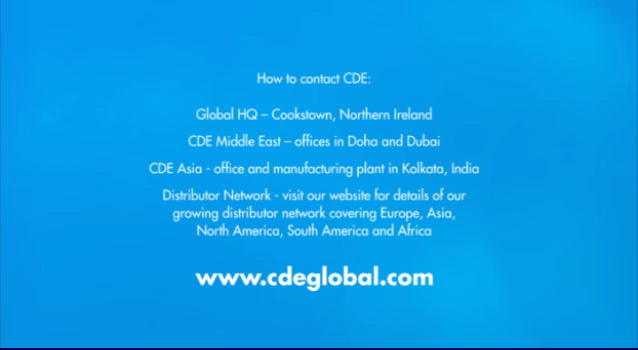 How to contact CDE:
Global HQ – Cookstown, Northern Ireland
CDE Middle East – offices in Doha and Dubai
CDE Asia - office and manufacturing plant in Kolkata, India
Distributor Network - visit our website for details of our
growing distributor network covering Europe, Asia,
North America, South America and Africa
www.cdeglobal.com